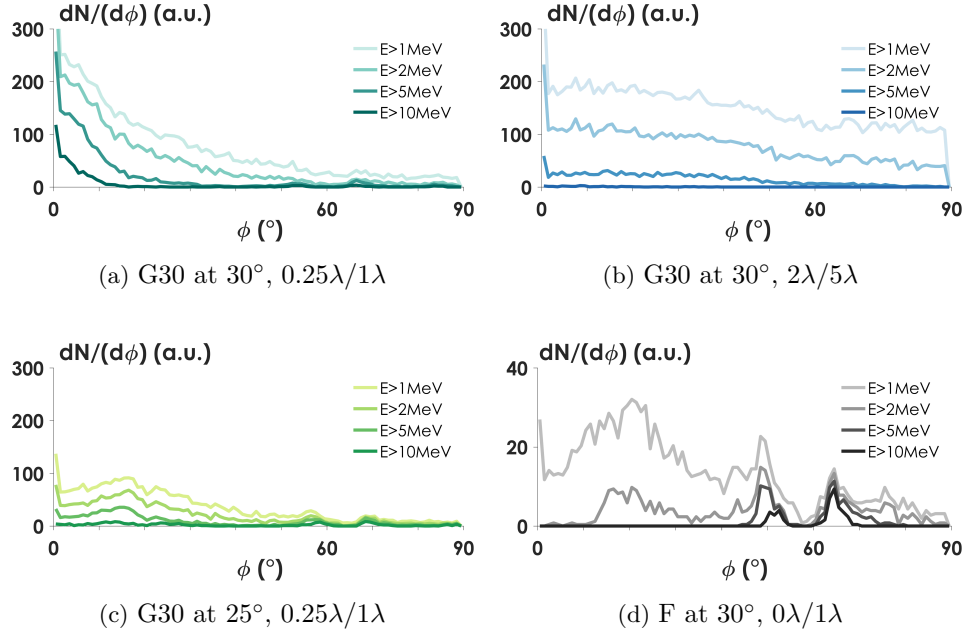 dN/(dϕ) (a.u.)
300
200
100
0
0
60
90
ϕ (°)
E>1MeV
E>2MeV
E>5MeV
E>10MeV
(a) G30 at 30°, 0.25λ/1λ
dN/(dϕ) (a.u.)
300
200
100
0
0
60
90
ϕ (°)
E>1MeV
E>2MeV
E>5MeV
E>10MeV
(b) G30 at 30°, 2λ/5λ
dN/(dϕ) (a.u.)
300
200
100
0
0
60
90
ϕ (°)
E>1MeV
E>2MeV
E>5MeV
E>10MeV
(c) G30 at 25°, 0.25λ/1λ
dN/(dϕ) (a.u.)
40
20
0
0
60
90
ϕ (°)
E>1MeV
E>2MeV
E>5MeV
E>10MeV
(d) F at 30°, 0λ/1λ